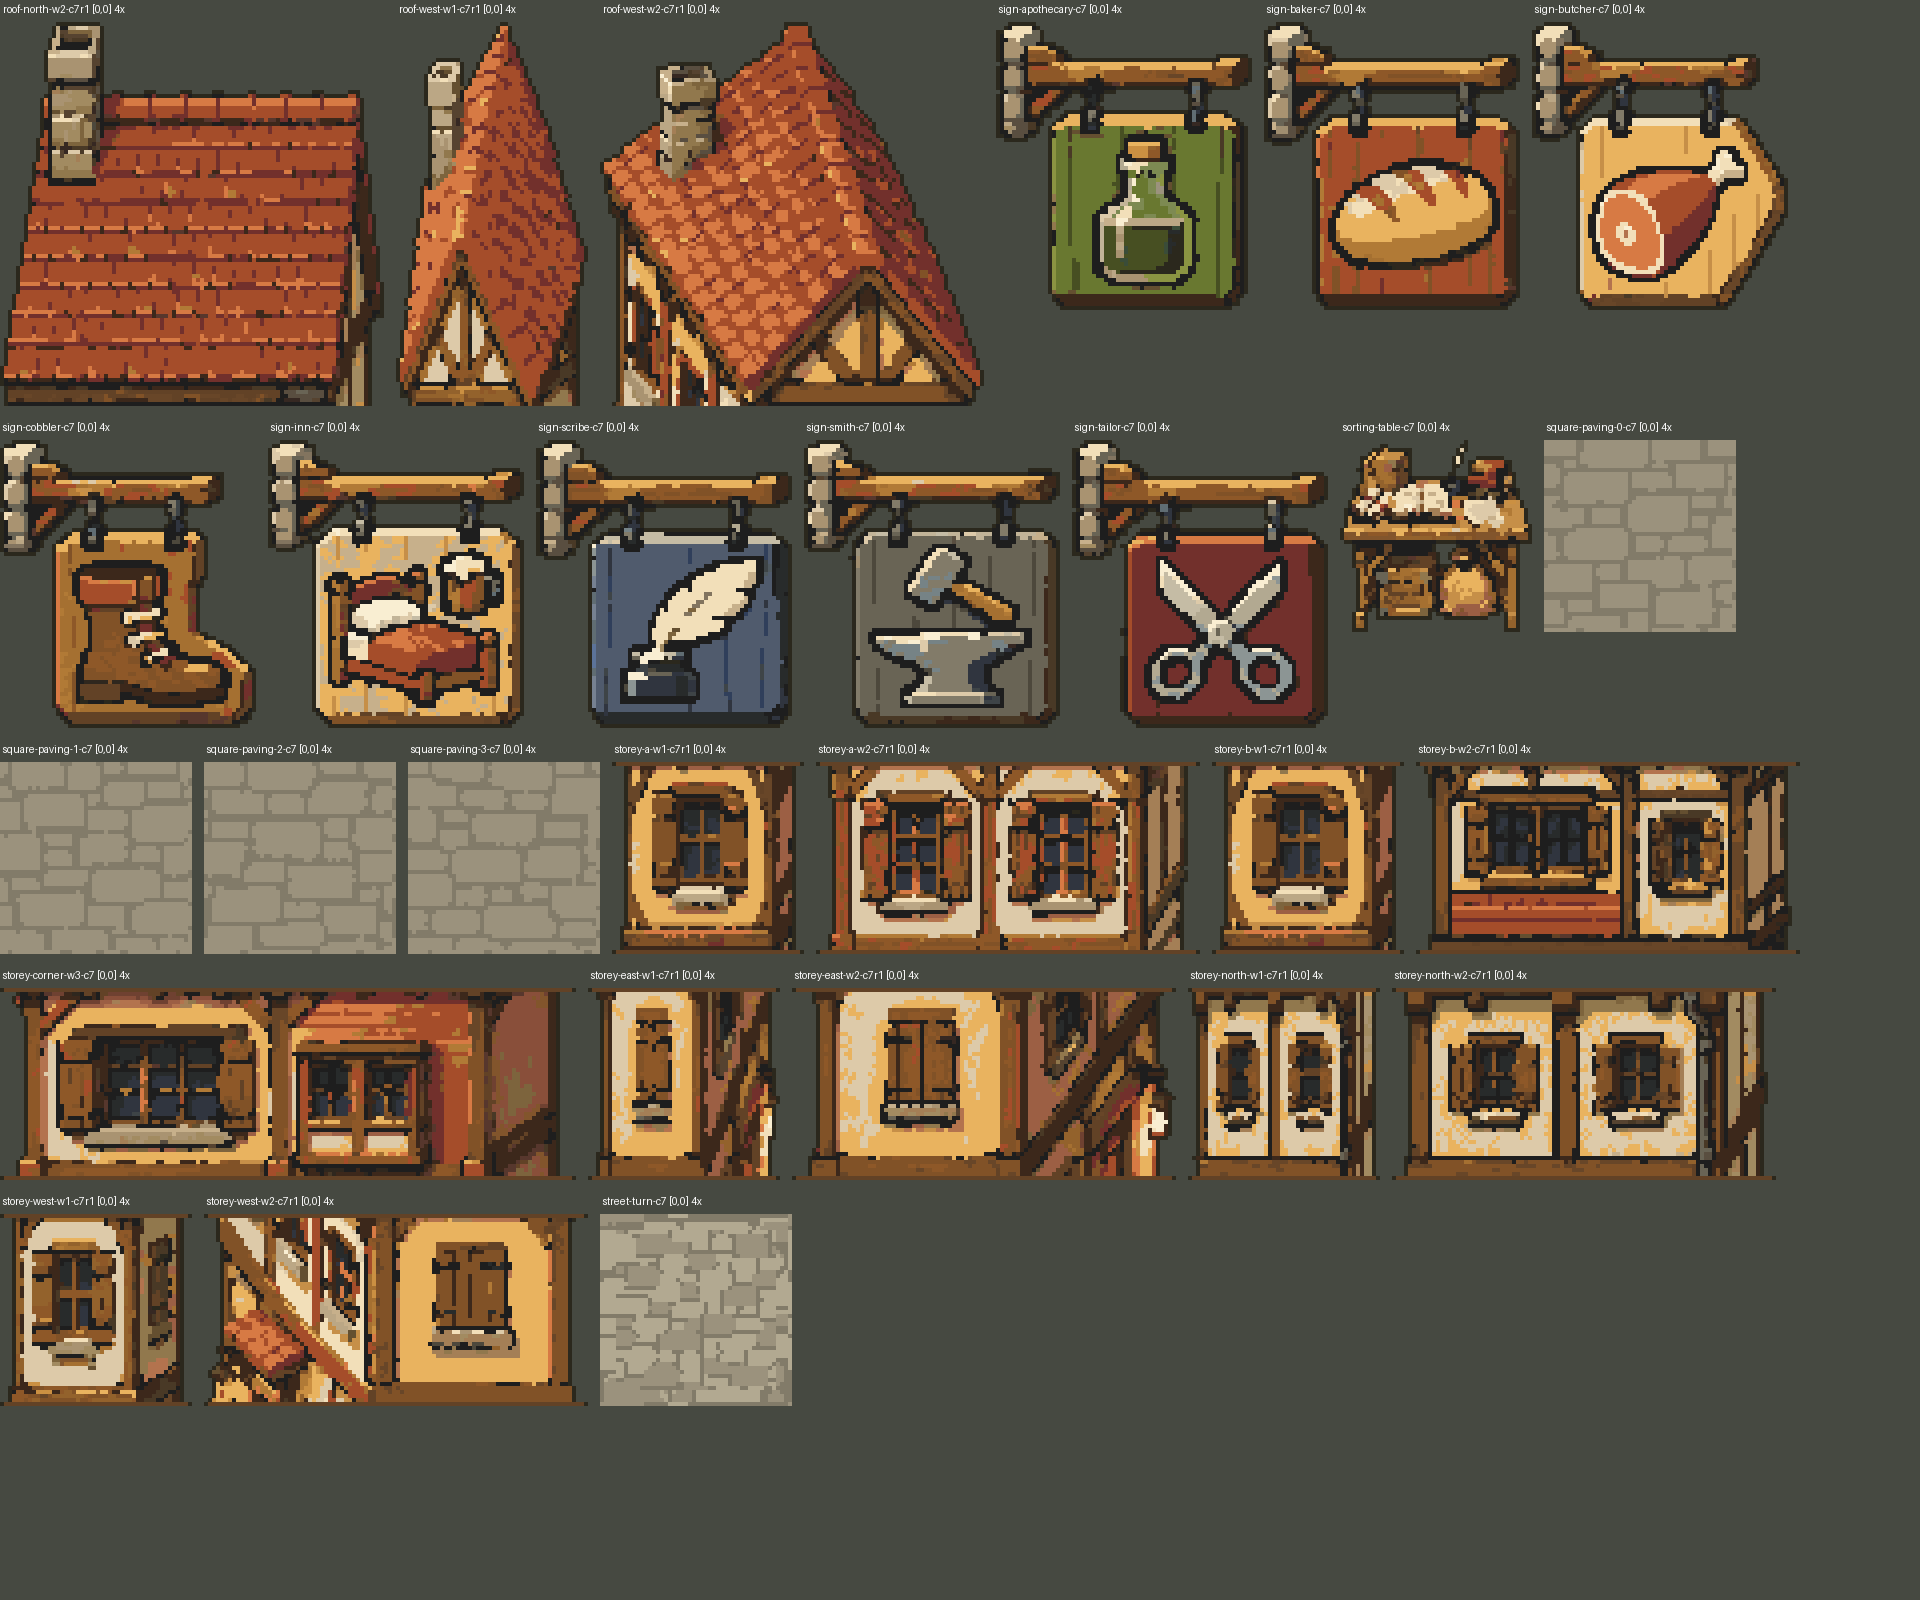 roof-north-w2-c7r1 [0,0] 4x
roof-west-w1-c7r1 [0,0] 4x
roof-west-w2-c7r1 [0,0] 4x
sign-apothecary-c7 [0,0] 4x
sign-baker-c7 [0,0] 4x
sign-butcher-c7 [0,0] 4x
sign-cobbler-c7 [0,0] 4x
sign-inn-c7 [0,0] 4x
sign-scribe-c7 [0,0] 4x
sign-smith-c7 [0,0] 4x
sign-tailor-c7 [0,0] 4x
sorting-table-c7 [0,0] 4x
square-paving-0-c7 [0,0] 4x
square-paving-1-c7 [0,0] 4x
square-paving-2-c7 [0,0] 4x
square-paving-3-c7 [0,0] 4x
storey-a-w1-c7r1 [0,0] 4x
storey-a-w2-c7r1 [0,0] 4x
storey-b-w1-c7r1 [0,0] 4x
storey-b-w2-c7r1 [0,0] 4x
storey-corner-w3-c7 [0,0] 4x
storey-east-w1-c7r1 [0,0] 4x
storey-east-w2-c7r1 [0,0] 4x
storey-north-w1-c7r1 [0,0] 4x
storey-north-w2-c7r1 [0,0] 4x
storey-west-w1-c7r1 [0,0] 4x
storey-west-w2-c7r1 [0,0] 4x
street-turn-c7 [0,0] 4x